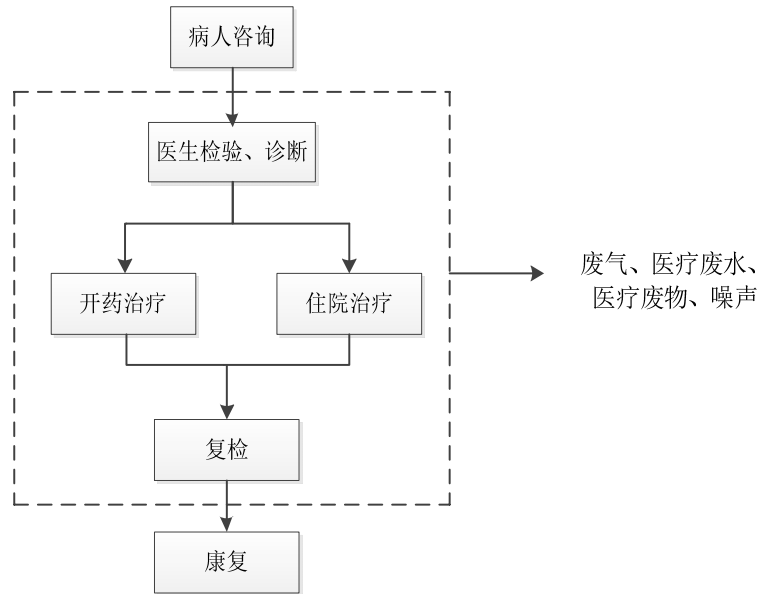 病人咨询
医生检验、诊断
开药治疗
住院治疗
废气、医疗废水、
医疗废物、噪声
复检
康复